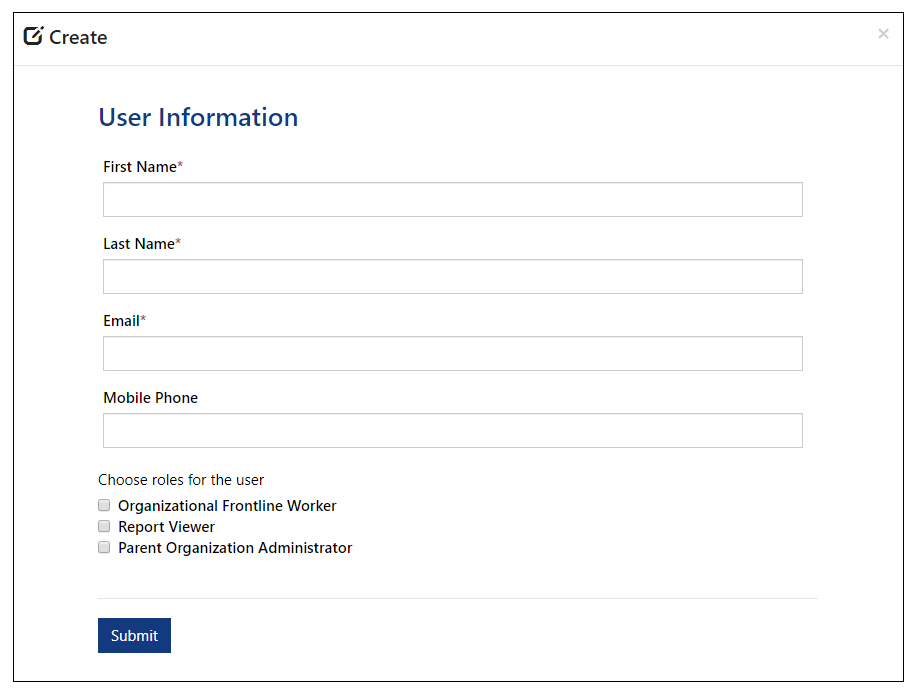 Create
×
User Information
First Name*
Last Name*
Email*
Mobile Phone
Choose roles for the user
Organizational Frontline Worker
Report Viewer
Parent Organization Administrator
Submit